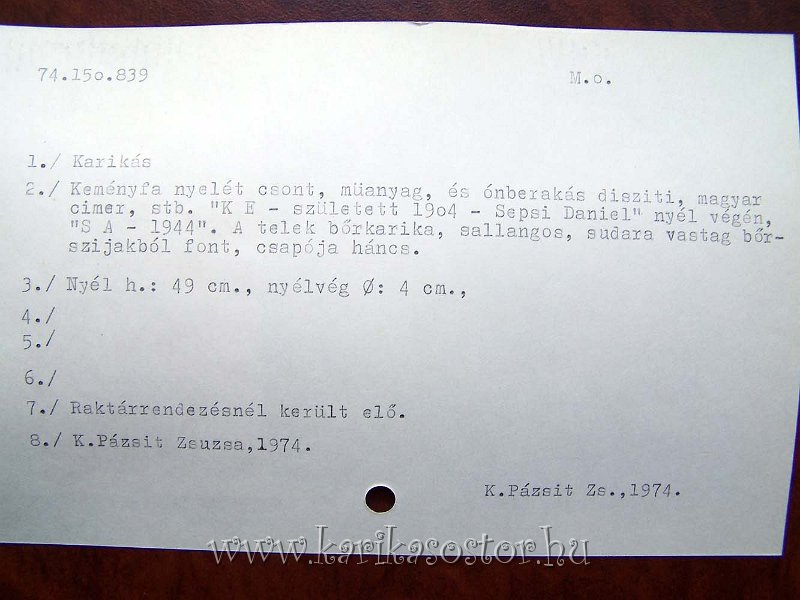 74.15o.839 M.o.
1./ Karikás
2./ Keményfa nyelét csont, müanyag, és ónberakás disziti, magyar
cimer, stb. "K E - született 19o4 - Sepsi Daniel" nyél végén,
"S A - 1944". A telek bőrkarika, sallangos, sudara vastag bőr-
szijakból font, csapója háncs.
3./ Nyél h.: 49 cm., nyélvég Ø: 4 cm.,
4./
5./
6./
7./ Raktárrendezésnél került elő.
8./ K.Pázsit Zsuzsa,1974.
K.Pázsit Zs.,1974.
www.karikasostor.hu